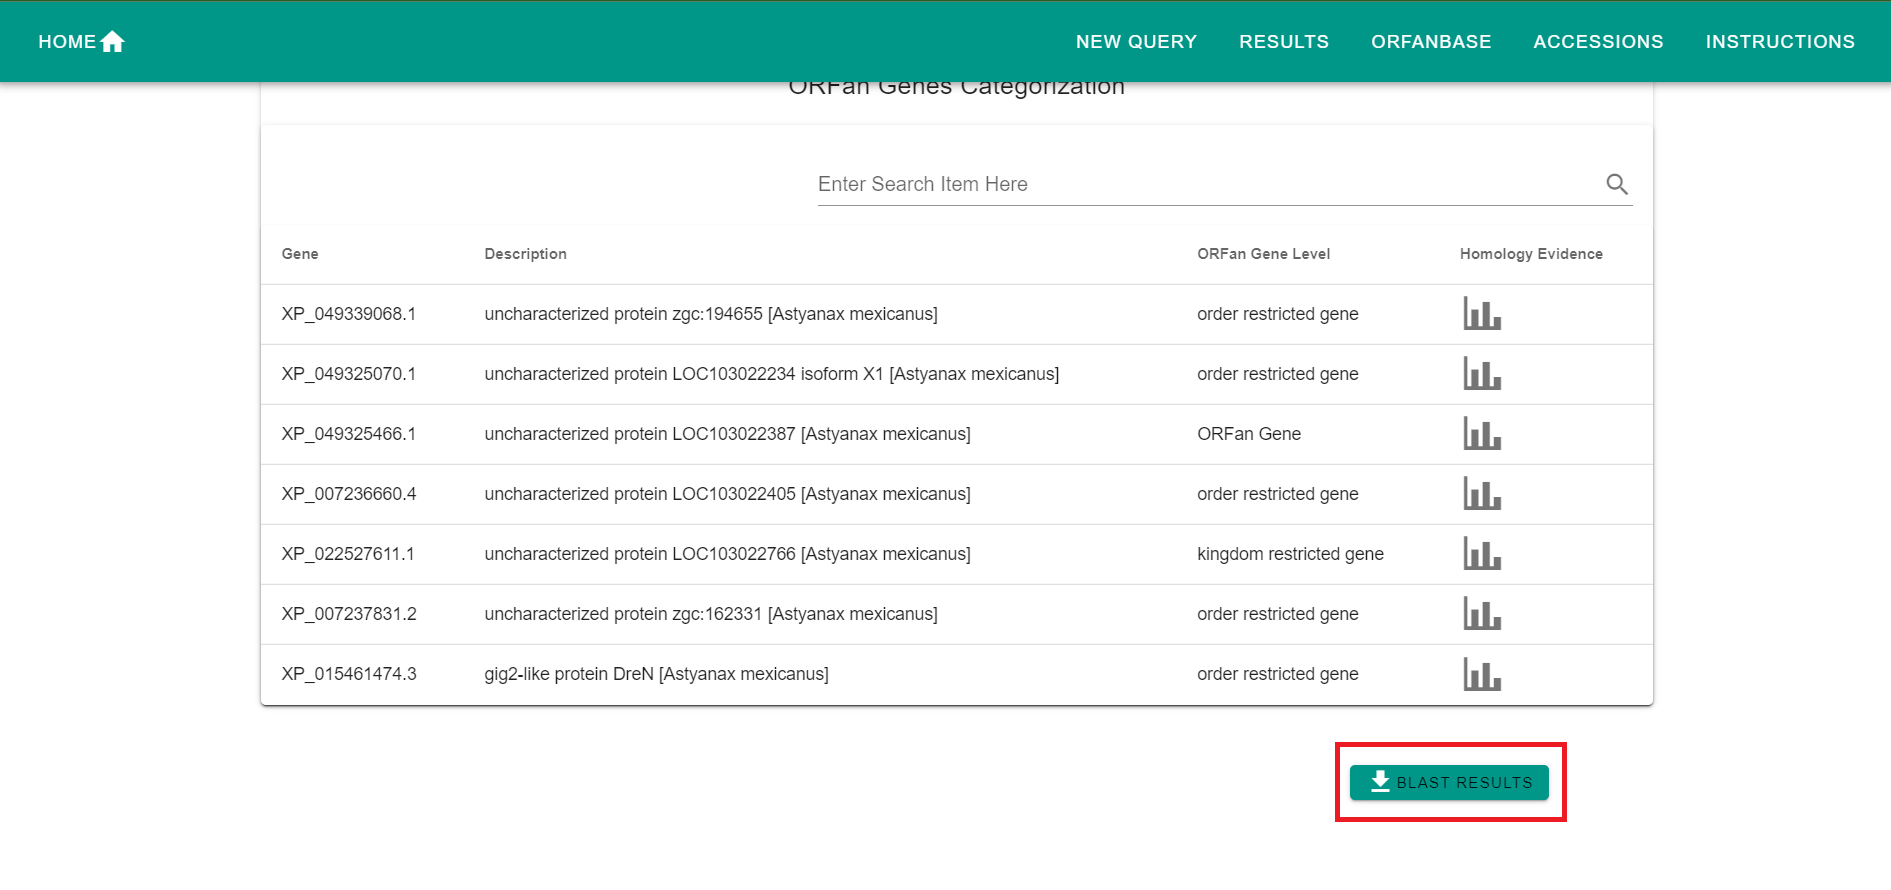 HOME NEW QUERY RESULTS ORFANBASE ACCESSIONS INSTRUCTIONS
ORFan Genes Categorization
Enter Search Item Here
Gene Description ORFan Gene Level Homology Evidence
XP_049339068.1 uncharacterized protein zgc:194655 [Astyanax mexicanus] order restricted gene
XP_049325070.1 uncharacterized protein LOC103022234 isoform X1 [Astyanax mexicanus] order restricted gene
XP_049325466.1 uncharacterized protein LOC103022387 [Astyanax mexicanus] ORFan Gene
XP_007236660.4 uncharacterized protein LOC103022405 [Astyanax mexicanus] order restricted gene
XP_022527611.1 uncharacterized protein LOC103022766 [Astyanax mexicanus] kingdom restricted gene
XP_007237831.2 uncharacterized protein zgc:162331 [Astyanax mexicanus] order restricted gene
XP_015461474.3 gig2-like protein DreN [Astyanax mexicanus] order restricted gene
BLAST RESULTS